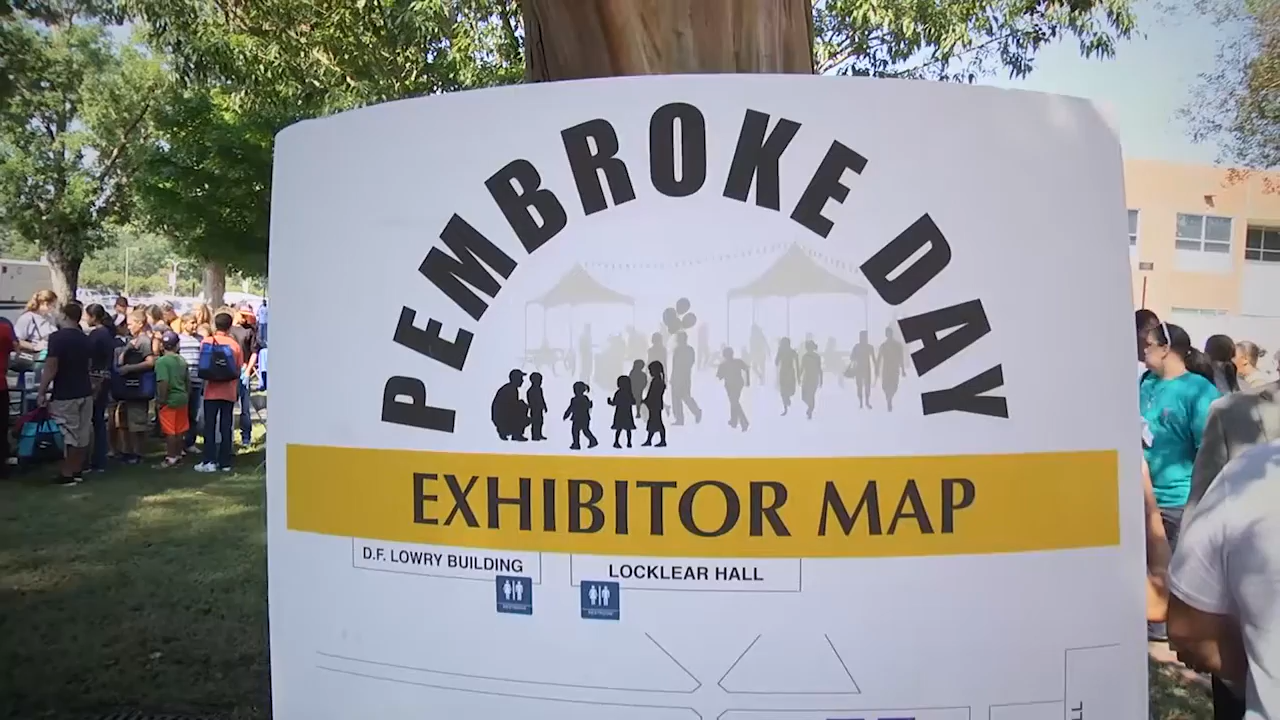 PEMBROKE DAY
EXHIBITOR MAP
D.F. LOWRY BUILDING
LOCKLEAR HALL